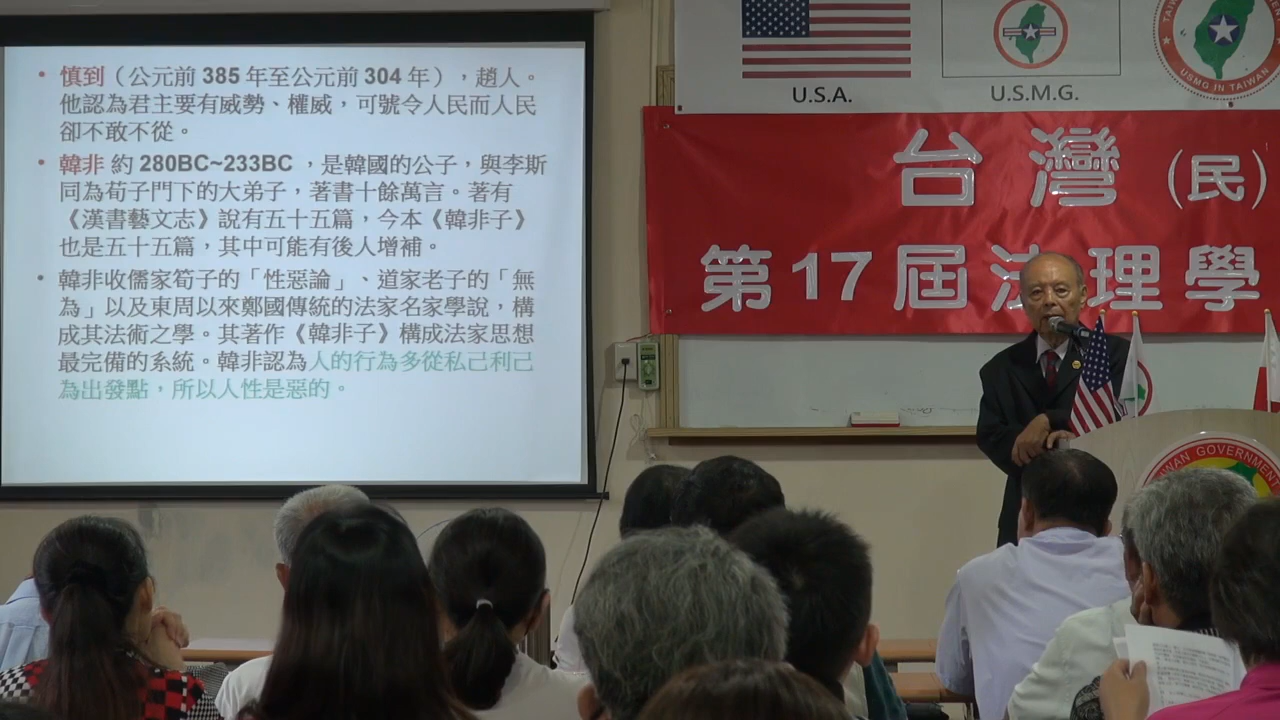 • 慎到（公元前 385 年至公元前 304 年），趙人。
他認為君主要有威勢、權威，可號令人民而人民
卻不敢不從。
• 韓非 約 280BC~233BC ，是韓國的公子，與李斯
同為荀子門下的大弟子，著書十餘萬言。著有
《漢書藝文志》說有五十五篇，今本《韓非子》
也是五十五篇，其中可能有後人增補。
• 韓非收儒家筍子的「性惡論」、道家老子的「無
為」以及東周以來鄭國傳統的法家名家學說，構
成其法術之學。其著作《韓非子》構成法家思想
最完備的系統。韓非認為人的行為多從私己利己
為出發點，所以人性是惡的。
U.S.A.
U.S.M.G.
USMG IN TAIWAN
台灣(民)
第17屆法理學
TAIWAN GOVERNMENT